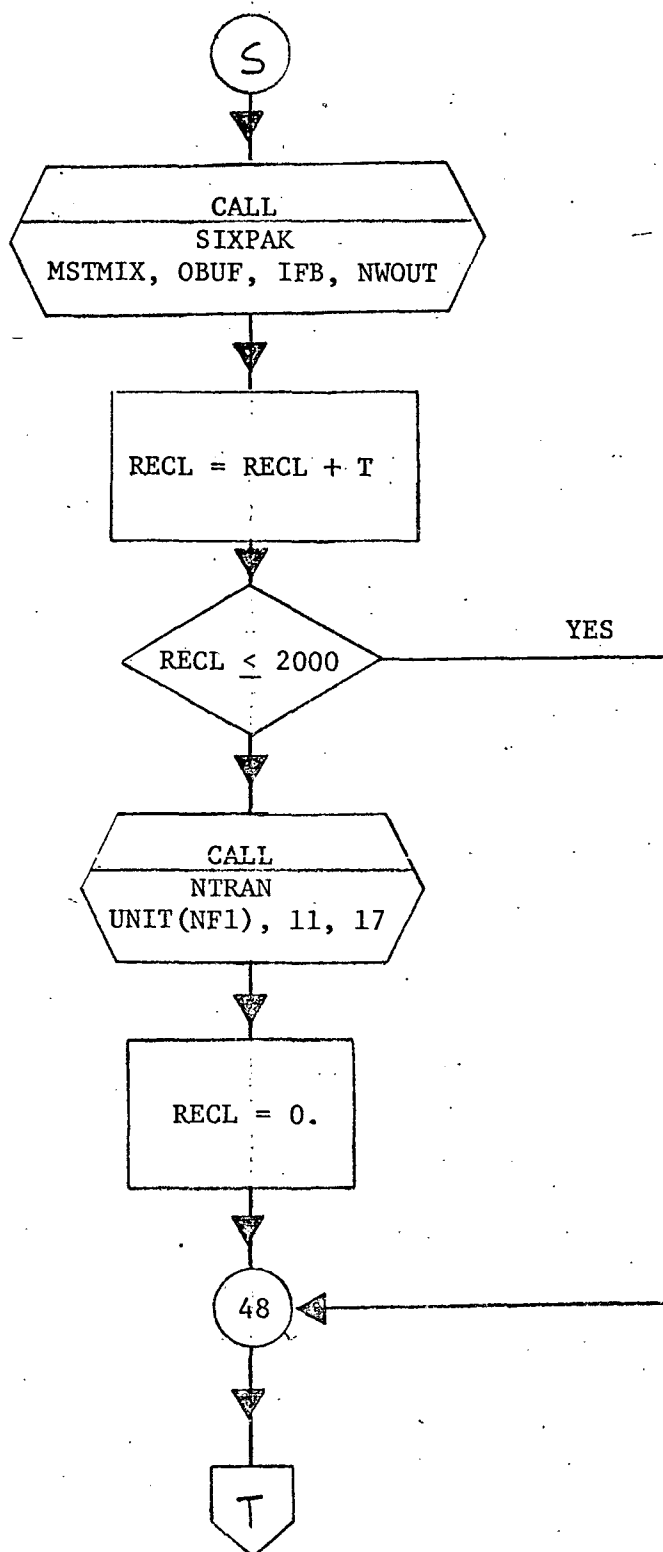 S
CALL
SIXPAK
MSTMIX, OBUF, IFB, NWOUT
RECL = RECL + T
RECL ≤ 2000
YES
CALL
NTRAN
UNIT(NF1), 11, 17
RECL = 0.
48
T